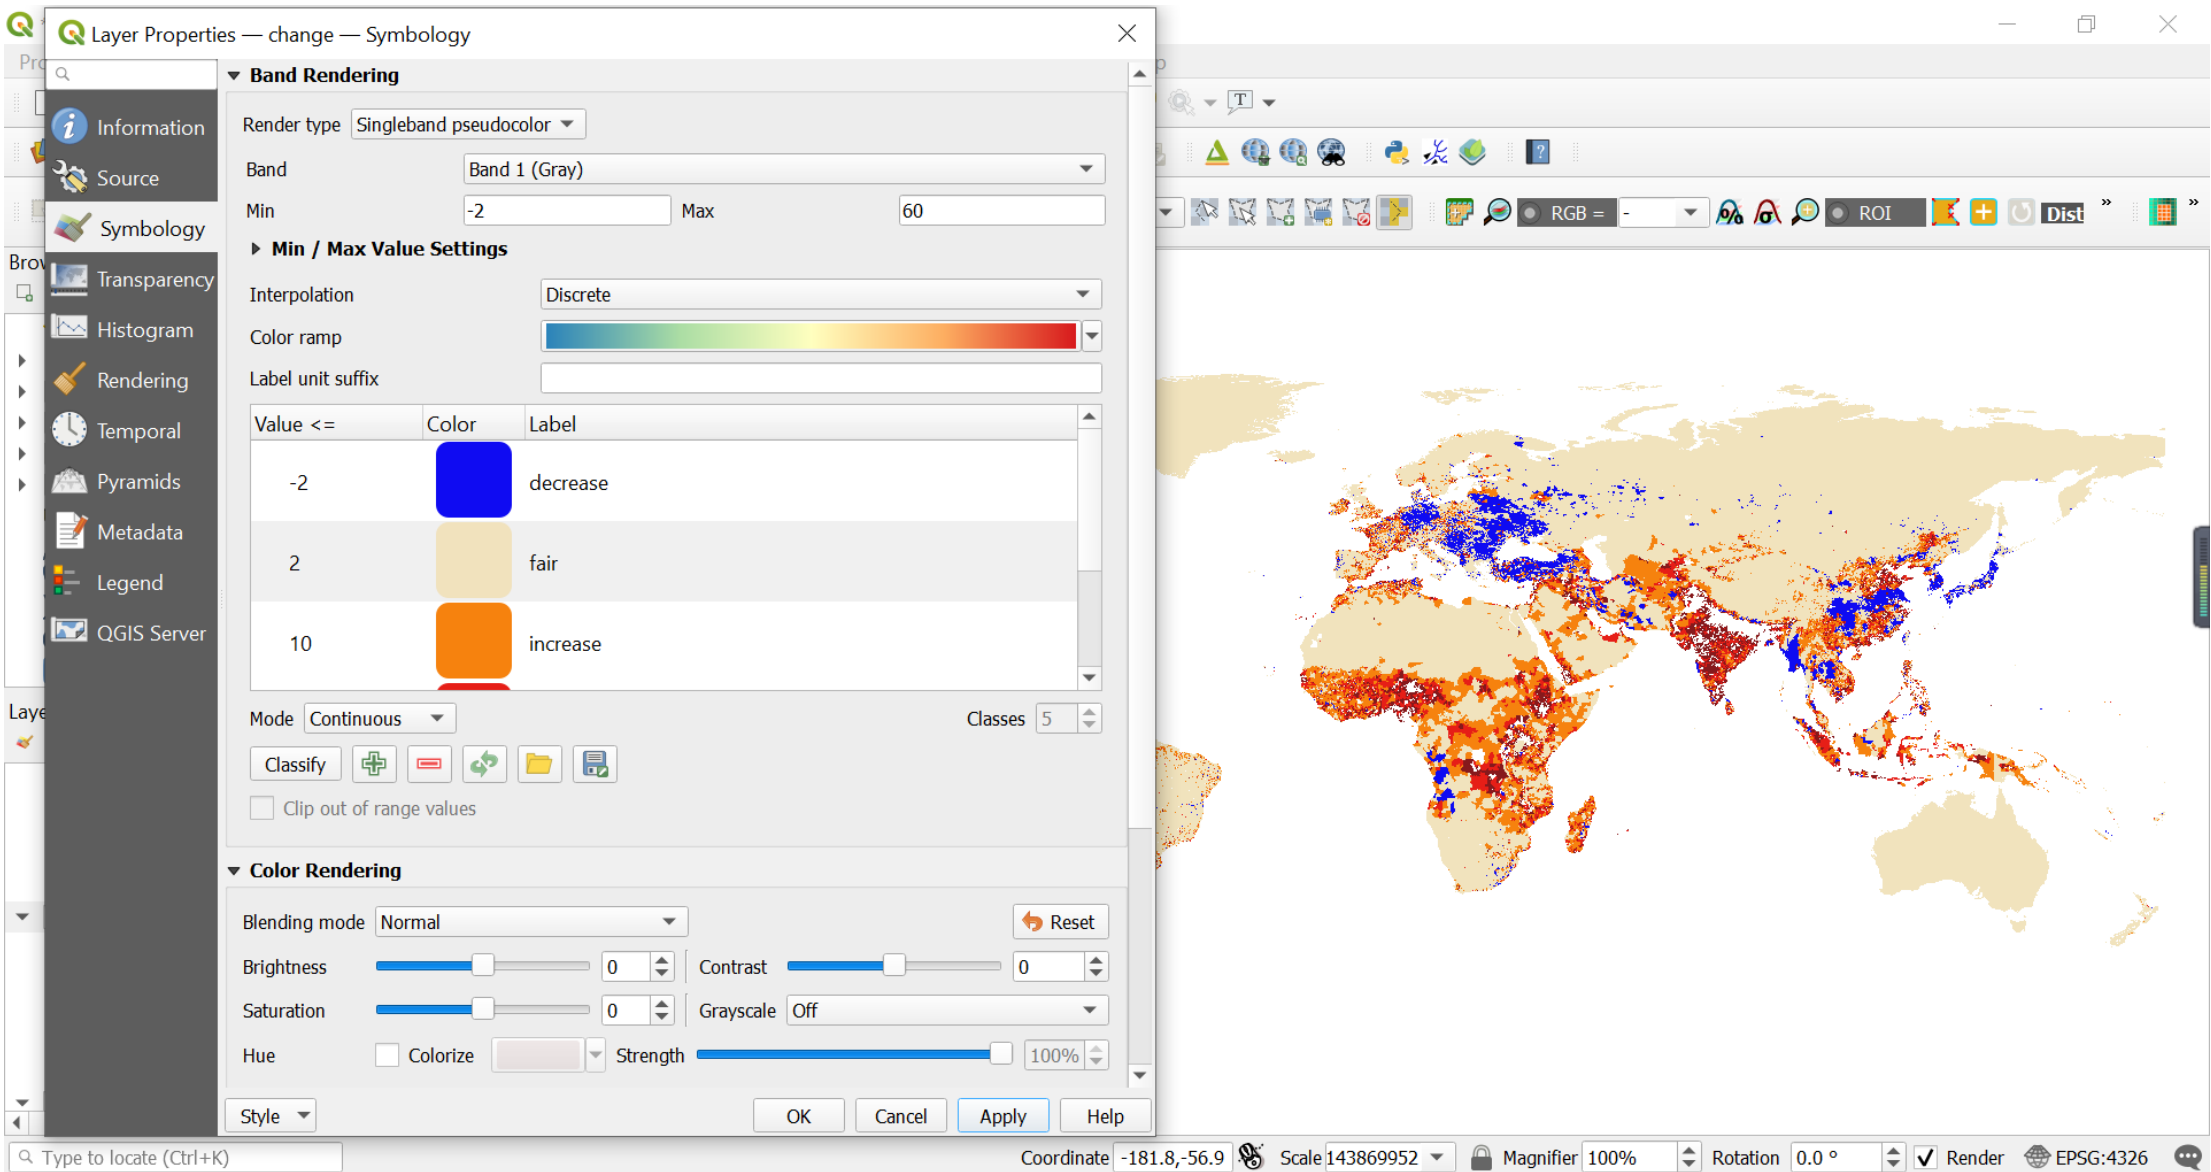 Layer Properties — change — Symbology
Information
Source
Symbology
Transparency
Histogram
Rendering
Temporal
Pyramids
Metadata
Legend
QGIS Server
Band Rendering
Render type Singleband pseudocolor
Band Band 1 (Gray)
Min -2 Max 60
Min / Max Value Settings
Interpolation Discrete
Color ramp
Label unit suffix
Value <= Color Label
-2 decrease
2 fair
10 increase
Mode Continuous Classes 5
Classify
Clip out of range values
Color Rendering
Blending mode Normal Reset
Brightness 0 Contrast 0
Saturation 0 Grayscale Off
Hue Colorize Strength 100%
Style OK Cancel Apply Help
T
RGB = - ROI Dist » »
Type to locate (Ctrl+K) Coordinate -181.8,-56.9 Scale 143869952 Magnifier 100% Rotation 0.0 ° Render EPSG:4326